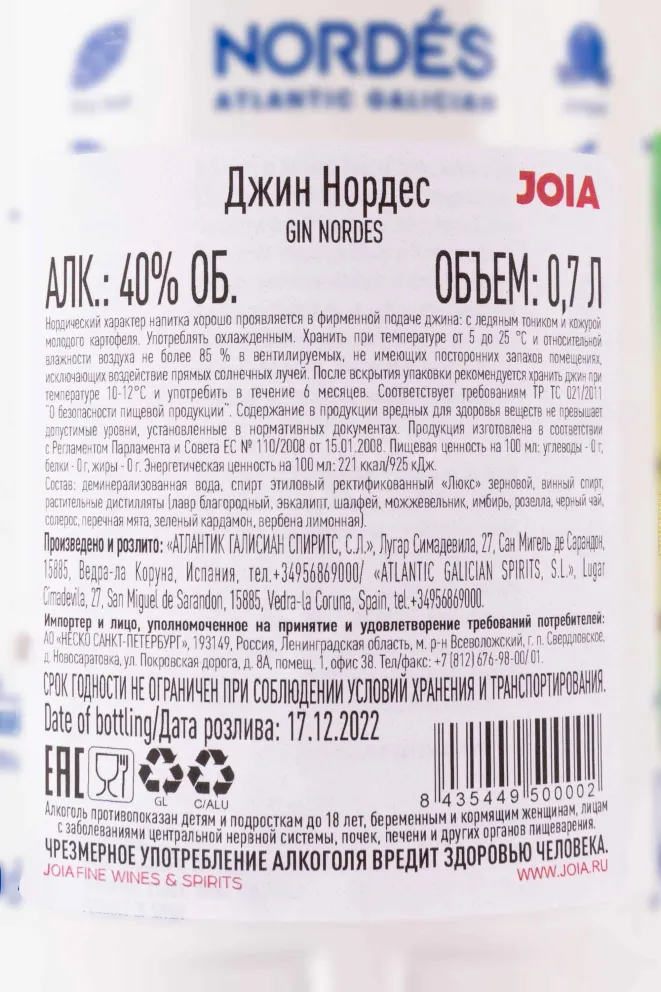 NORDÉS
ATLANTIC GALICIAN
Джин Нордес
JOIA
GIN NORDES
АЛК.: 40% ОБ.
ОБЪЕМ: 0,7 Л
Нордический характер напитка хорошо проявляется в фирменной подаче джина: с ледяным тоником и кожурой
молодого картофеля. Употреблять охлажденным. Хранить при температуре от 5 до 25 °С и относительной
влажности воздуха не более 85 % в вентилируемых, не имеющих посторонних запахов помещениях,
исключающих воздействие прямых солнечных лучей. После вскрытия упаковки рекомендуется хранить джин при
температуре 10-12°С и употребить в течение 6 месяцев. Соответствует требованиям ТР ТС 021/2011
"О безопасности пищевой продукции". Содержание в продукции вредных для здоровья веществ не превышает
допустимые уровни, установленные в нормативных документах. Продукция изготовлена в соответствии
с Регламентом Парламента и Совета ЕС № 110/2008 от 15.01.2008. Пищевая ценность на 100 мл: углеводы - 0 г,
белки - 0 г, жиры - 0 г. Энергетическая ценность на 100 мл: 221 ккал/925 кДж.
Состав: деминерализованная вода, спирт этиловый ректификованный «Люкс» зерновой, винный спирт,
растительные дистилляты (лавр благородный, эвкалипт, шалфей, можжевельник, имбирь, розелла, черный чай,
солерос, перечная мята, зеленый кардамон, вербена лимонная).
Произведено и розлито: «АТЛАНТИК ГАЛИСИАН СПИРИТС, С.Л.», Лугар Симадевила, 27, Сан Мигель де Сарандон,
15885, Ведра-ла Коруна, Испания, тел.+34956869000/ «ATLANTIC GALICIAN SPIRITS, S.L.», Lugar
Cimadevila, 27, San Miguel de Sarandon, 15885, Vedra-la Coruna, Spain, tel.+34956869000.
Импортер и лицо, уполномоченное на принятие и удовлетворение требований потребителей:
АО «НЕСКО САНКТ-ПЕТЕРБУРГ», 193149, Россия, Ленинградская область, м. р-н Всеволожский, г. п. Свердловское,
д. Новосаратовка, ул. Покровская дорога, д. 8А, помещ. 1, офис 38. Тел/факс: +7 (812) 676-98-00/ 01.
СРОК ГОДНОСТИ НЕ ОГРАНИЧЕН ПРИ СОБЛЮДЕНИИ УСЛОВИЙ ХРАНЕНИЯ И ТРАНСПОРТИРОВАНИЯ.
Date of bottling/Дата розлива: 17.12.2022
ЕАС
GL
C/ALU
8 435449 500002
Алкоголь противопоказан детям и подросткам до 18 лет, беременным и кормящим женщинам, лицам
с заболеваниями центральной нервной системы, почек, печени и других органов пищеварения.
ЧРЕЗМЕРНОЕ УПОТРЕБЛЕНИЕ АЛКОГОЛЯ ВРЕДИТ ЗДОРОВЬЮ ЧЕЛОВЕКА.
JOIA FINE WINES & SPIRITS
WWW.JOIA.RU